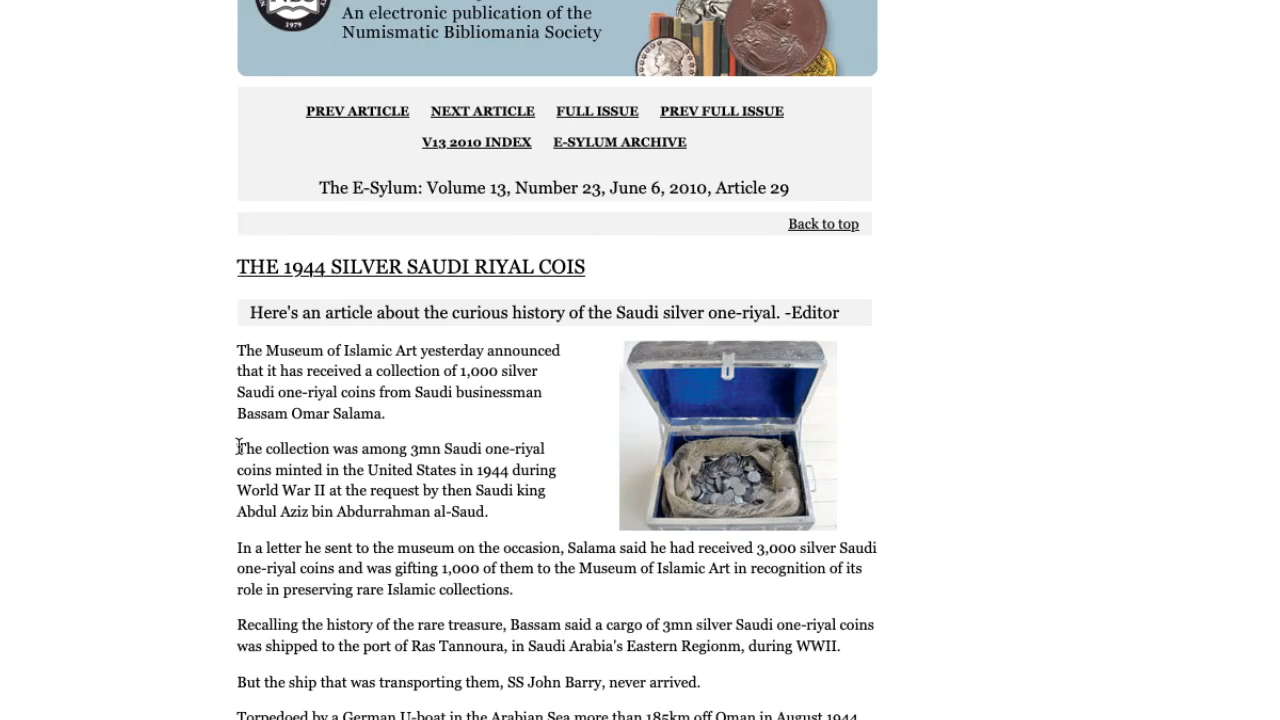 1979
An electronic publication of the
Numismatic Bibliomania Society
PREV ARTICLE NEXT ARTICLE FULL ISSUE PREV FULL ISSUE
V13 2010 INDEX E-SYLUM ARCHIVE
The E-Sylum: Volume 13, Number 23, June 6, 2010, Article 29
Back to top
THE 1944 SILVER SAUDI RIYAL COIS
Here's an article about the curious history of the Saudi silver one-riyal. -Editor
The Museum of Islamic Art yesterday announced
that it has received a collection of 1,000 silver
Saudi one-riyal coins from Saudi businessman
Bassam Omar Salama.
The collection was among 3mn Saudi one-riyal
coins minted in the United States in 1944 during
World War II at the request by then Saudi king
Abdul Aziz bin Abdurrahman al-Saud.
In a letter he sent to the museum on the occasion, Salama said he had received 3,000 silver Saudi
one-riyal coins and was gifting 1,000 of them to the Museum of Islamic Art in recognition of its
role in preserving rare Islamic collections.
Recalling the history of the rare treasure, Bassam said a cargo of 3mn silver Saudi one-riyal coins
was shipped to the port of Ras Tannoura, in Saudi Arabia's Eastern Regionm, during WWII.
But the ship that was transporting them, SS John Barry, never arrived.
Torpedoed by a German U-boat in the Arabian Sea more than 185km off Oman in August 1944